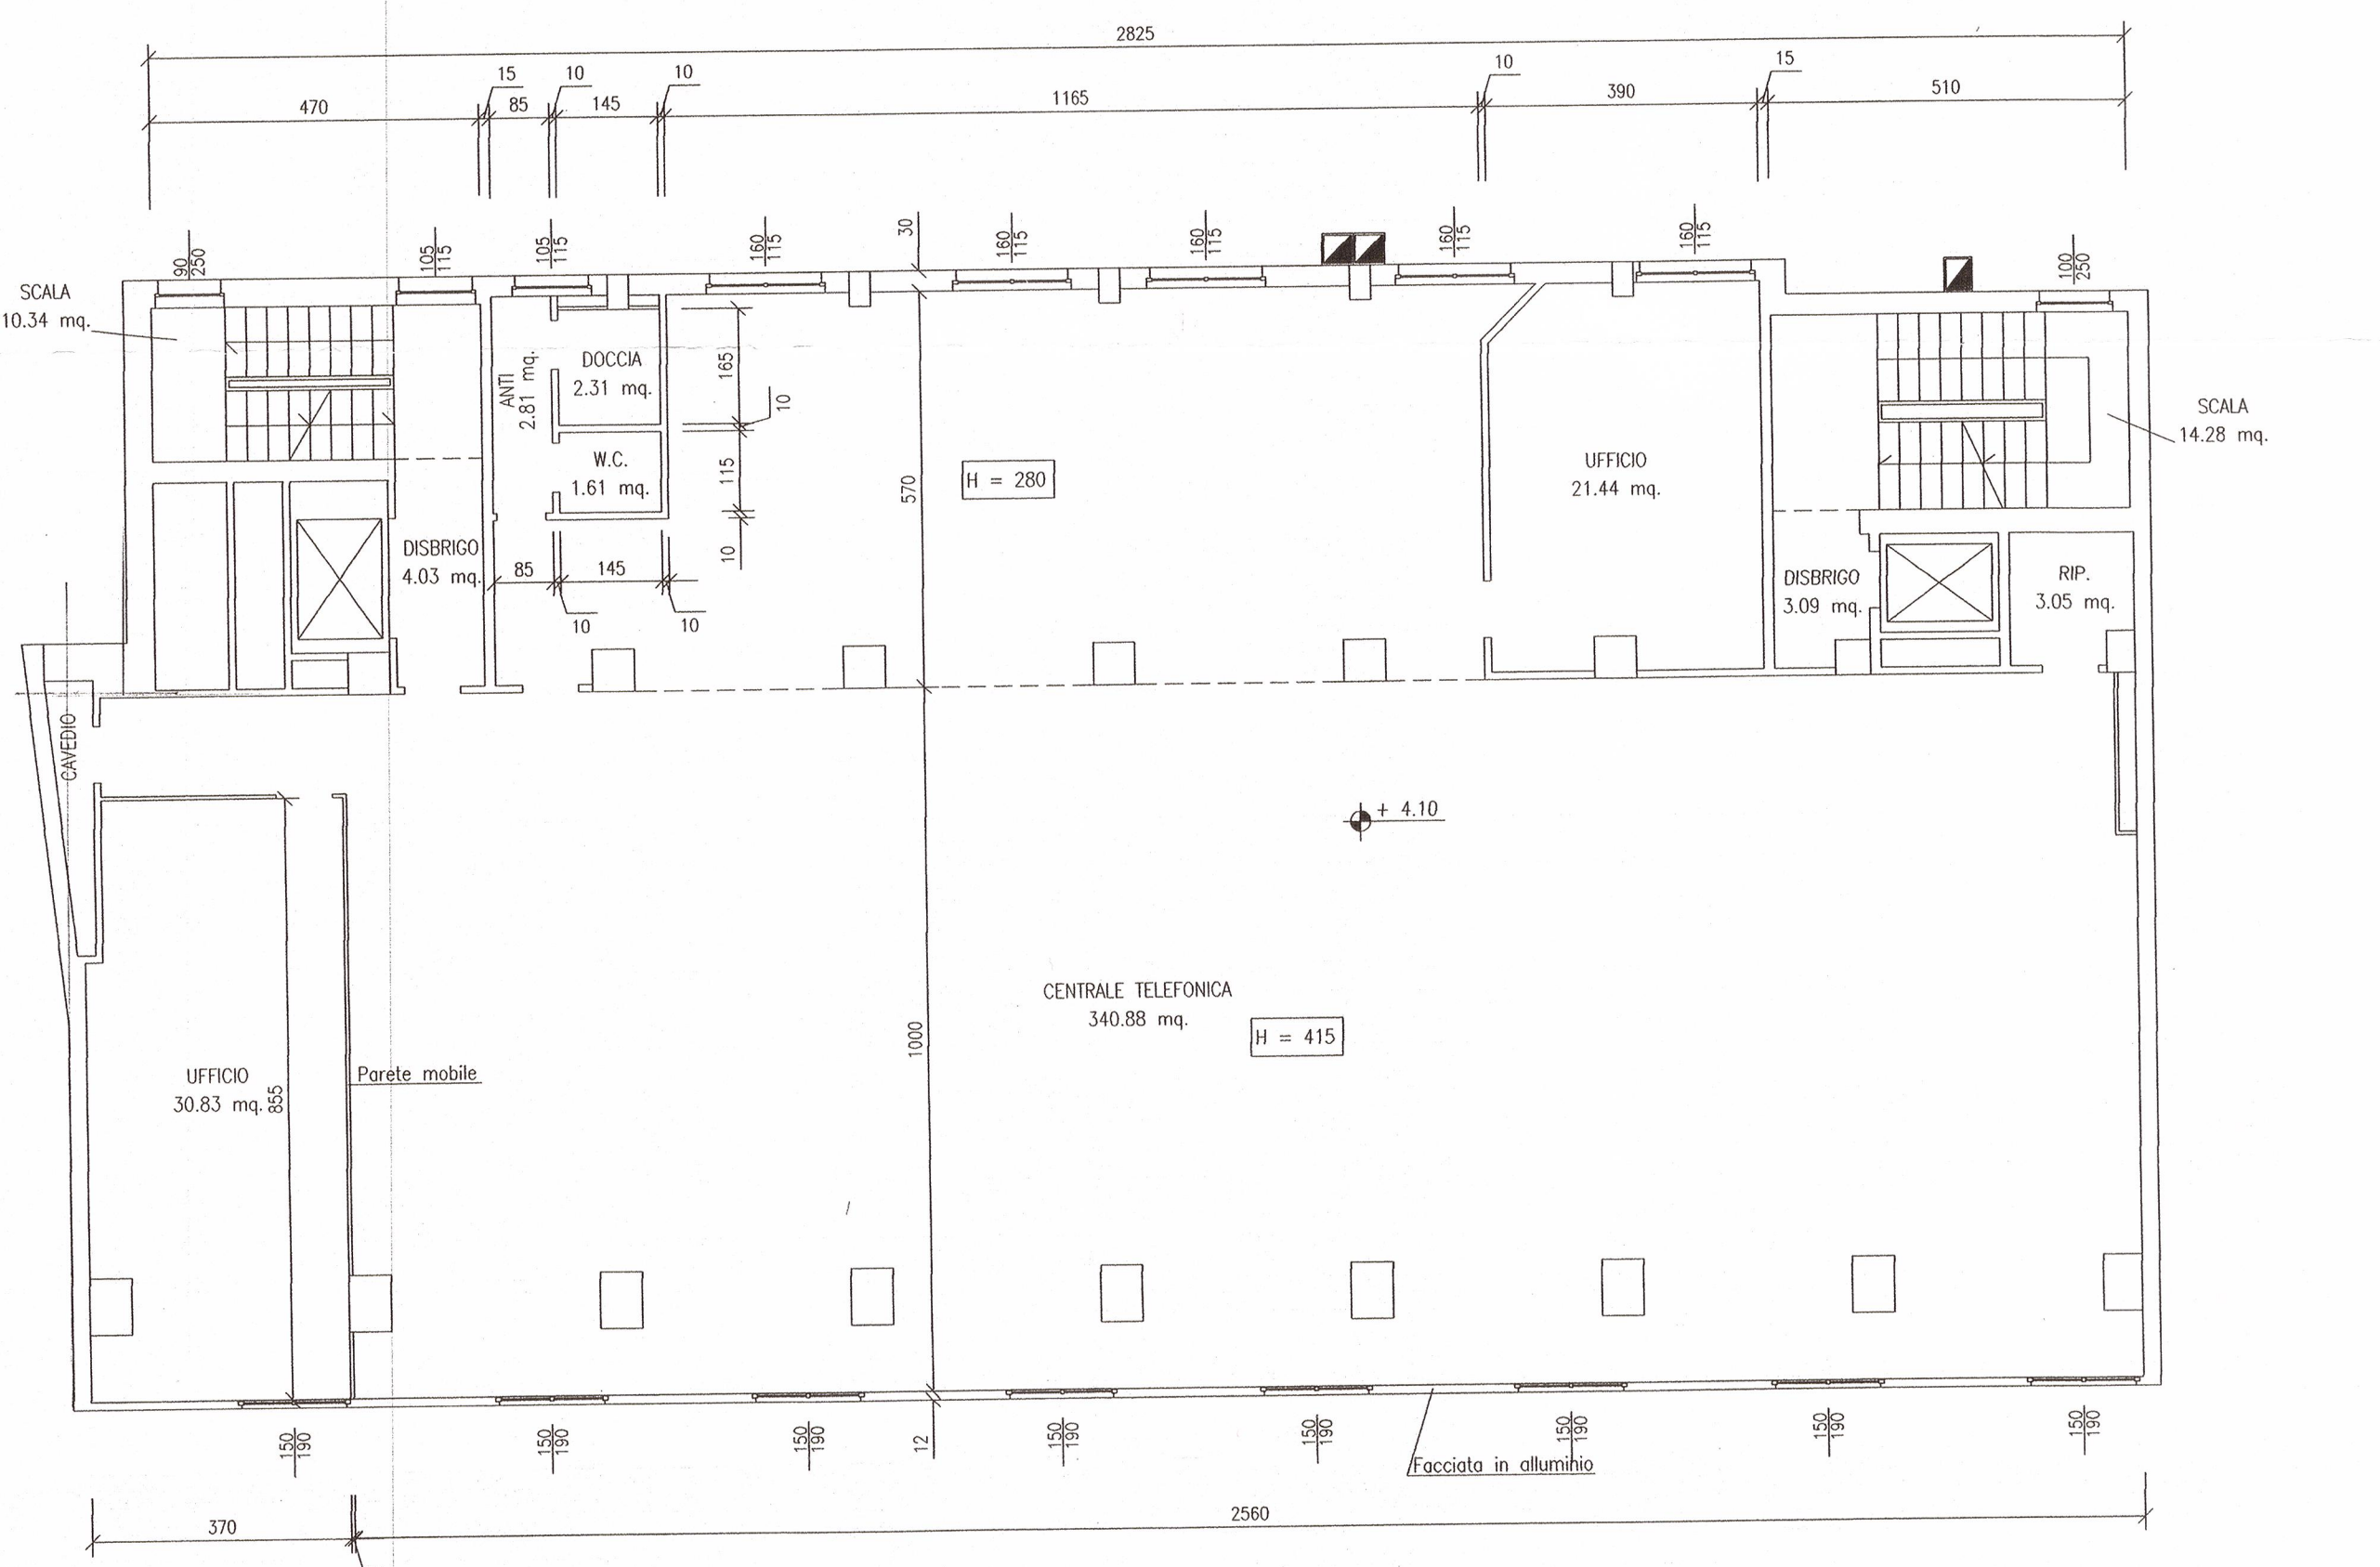 2825
15
10
10
10
15
470
85
145
1165
390
510
90
250
105
115
105
115
160
115
30
160
115
160
115
160
115
160
115
100
250
SCALA
10.34 mq.
ANTI
2.81 mq.
DOCCIA
2.31 mq.
165
10
W.C.
1.61 mq.
115
10
570
H = 280
UFFICIO
21.44 mq.
SCALA
14.28 mq.
DISBRIGO
4.03 mq.
85
145
10
10
DISBRIGO
3.09 mq.
RIP.
3.05 mq.
CAVEDIO
+ 4.10
CENTRALE TELEFONICA
340.88 mq.
H = 415
1000
UFFICIO
30.83 mq.
855
Parete mobile
150
190
150
190
150
190
12
150
190
150
190
150
190
150
190
150
190
Facciata in alluminio
370
2560